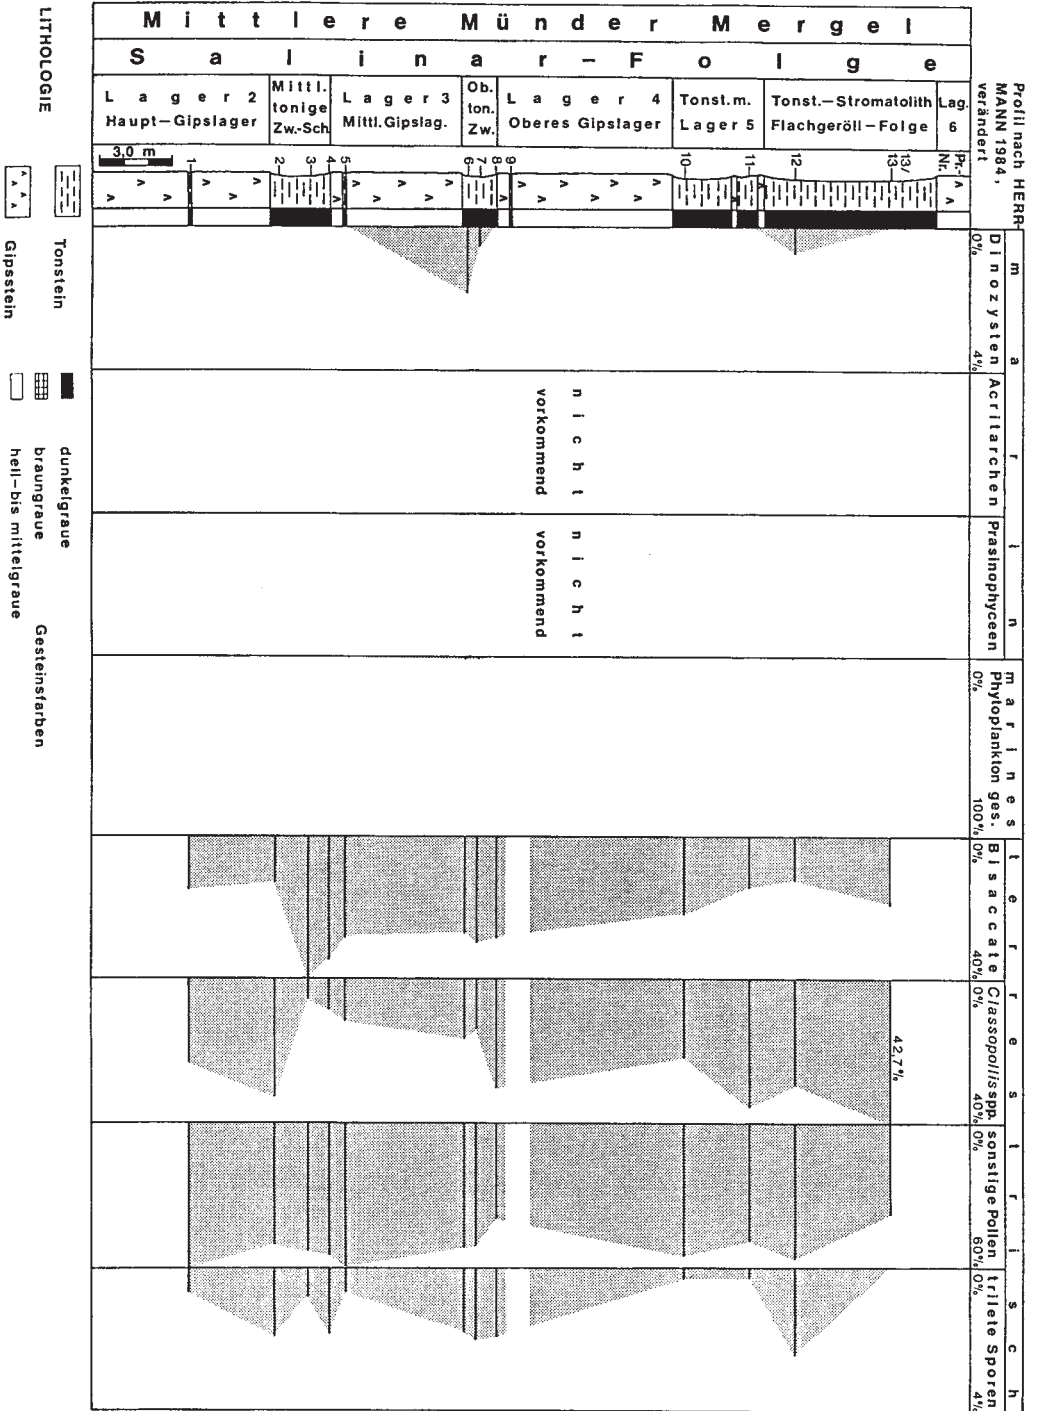 Mittlere Münder Mergel
Salinar-Folge
Lager 2
Haupt-Gipslager
Mittl.
tonige
Zw.-Sch.
Lager 3
Mittl.Gipslag.
Ob.
ton.
Zw.
Lager 4
Oberes Gipslager
Tonst.m.
Lager 5
Tonst.-Stromatolith
Flachgeröll-Folge
Lag.
6
Profil nach HERR-
MANN 1984,
verändert
3,0 m
1
2
3
4
5
6
7
8
9
10
11
12
13
13/
Pr.-
Nr.
marin
Dinozysten
0%
4%
Acritarchen
nicht
vorkommend
Prasinophyceen
nicht
vorkommend
marines
Phytoplankton ges.
0%
100%
terrestrisch
Bisaccate
0%
40%
Classopollis spp.
0%
40%
42,7%
sonstige Pollen
0%
60%
trilete Sporen
0%
4%
LITHOLOGIE
Tonstein
Gipsstein
dunkelgraue
braungraue
hell-bis mittelgraue
Gesteinsfarben